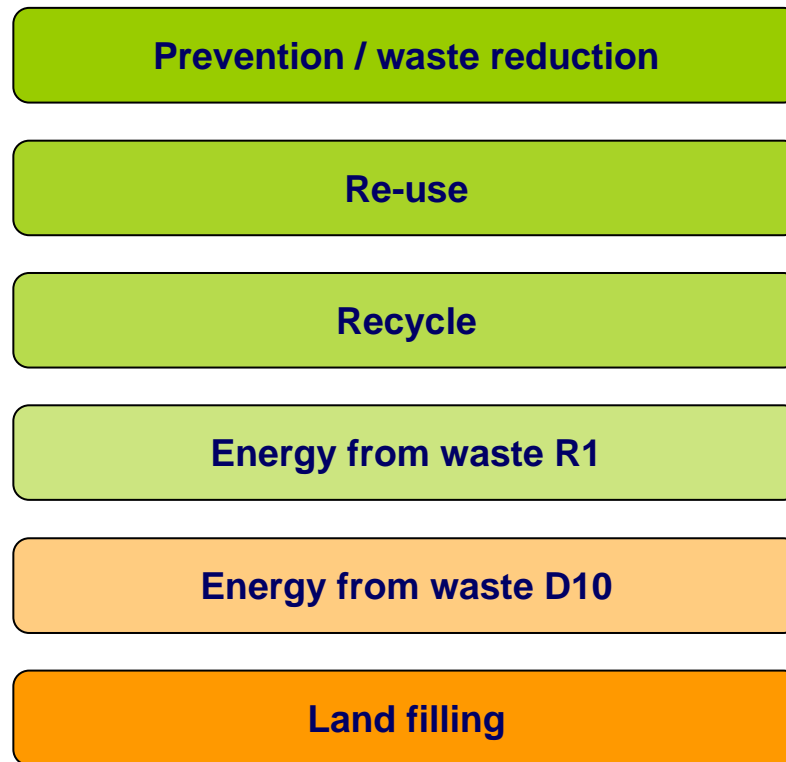 Prevention / waste reduction
Re-use
Recycle
Energy from waste R1
Energy from waste D10
Land filling